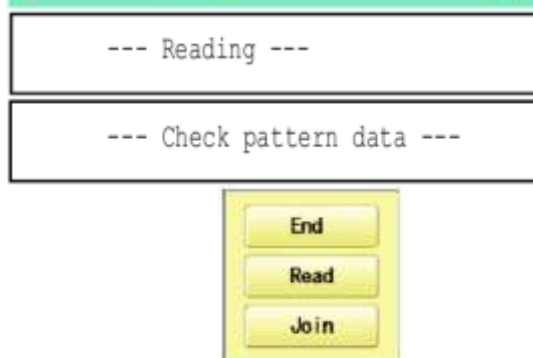 --- Reading ---
--- Check pattern data ---
End
Read
Join